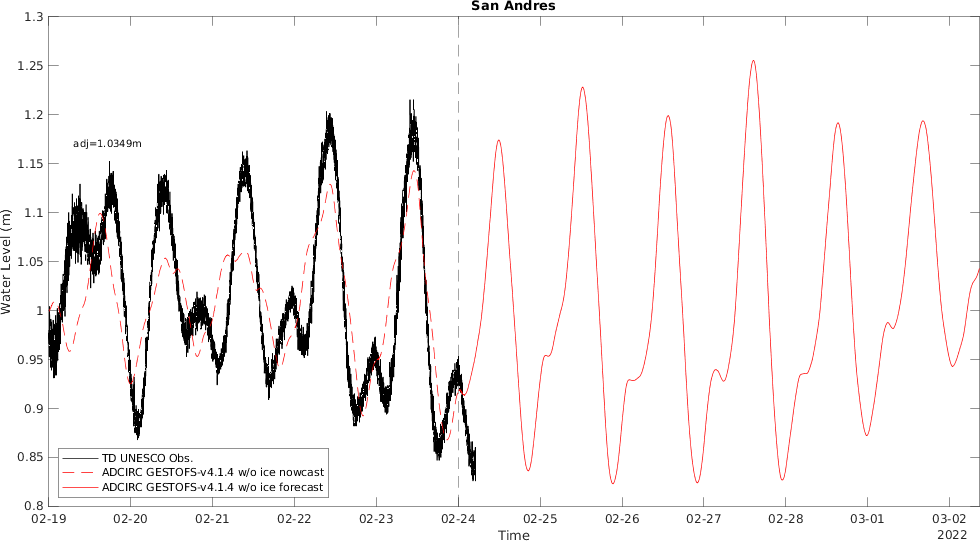 San Andres
1.3
1.25
1.2
1.15
1.1
1.05
1
0.95
0.9
0.85
0.8
Water Level (m)
adj=1.0349m
TD UNESCO Obs.
ADCIRC GESTOFS-v4.1.4 w/o ice nowcast
ADCIRC GESTOFS-v4.1.4 w/o ice forecast
02-19 02-20 02-21 02-22 02-23 02-24 02-25 02-26 02-27 02-28 03-01 03-02
Time
2022